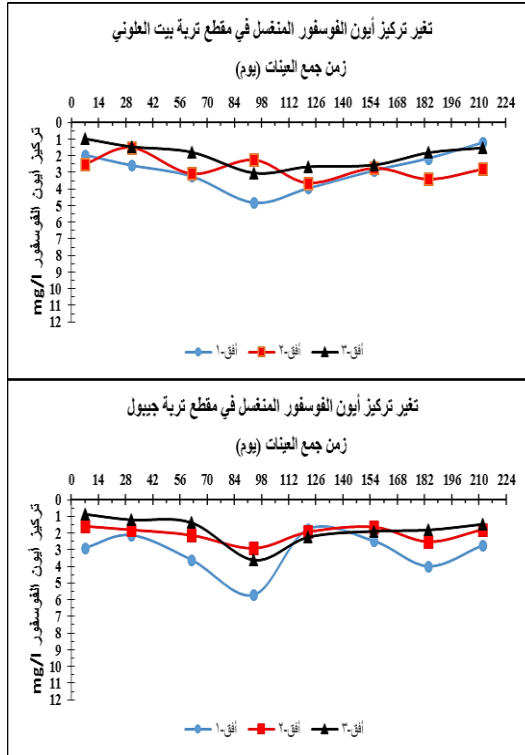 تغير تركيز أيون الفوسفور المنغسل في مقطع تربة بيت العلوني
زمن جمع العينات (يوم)
0 14 28 42 56 70 84 98 112 126 140 154 168 182 196 210 224
تركيز أيون الفوسفور mg/l
0
1
2
3
4
5
6
7
8
9
10
11
12
أفق-١ أفق-٢ أفق-٣
تغير تركيز أيون الفوسفور المنغسل في مقطع تربة جيبول
زمن جمع العينات (يوم)
0 14 28 42 56 70 84 98 112 126 140 154 168 182 196 210 224
تركيز أيون الفوسفور mg/l
0
1
2
3
4
5
6
7
8
9
10
11
12
أفق-١ أفق-٢ أفق-٣